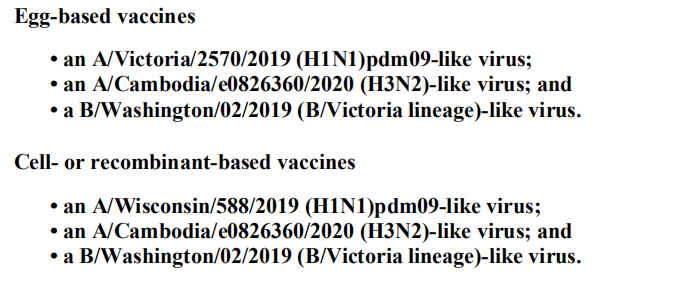 Egg-based vaccines
• an A/Victoria/2570/2019 (H1N1)pdm09-like virus;
• an A/Cambodia/e0826360/2020 (H3N2)-like virus; and
• a B/Washington/02/2019 (B/Victoria lineage)-like virus.
Cell- or recombinant-based vaccines
• an A/Wisconsin/588/2019 (H1N1)pdm09-like virus;
• an A/Cambodia/e0826360/2020 (H3N2)-like virus; and
• a B/Washington/02/2019 (B/Victoria lineage)-like virus.